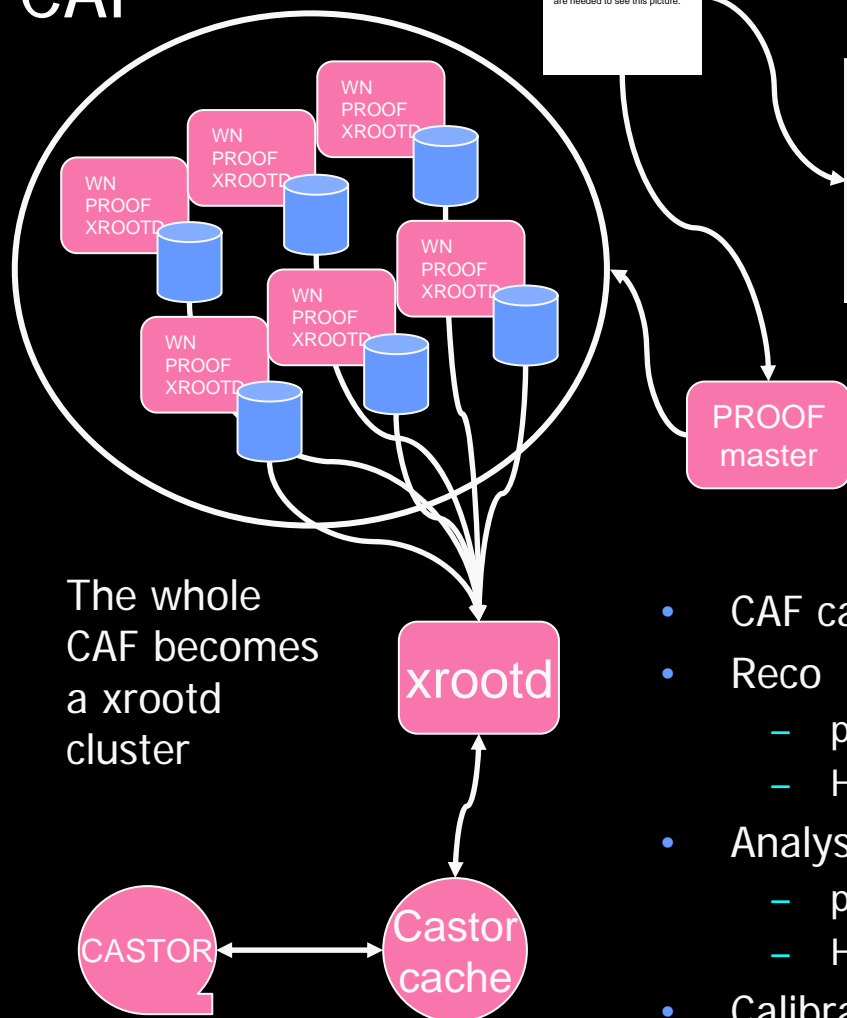 CAF
are needed to see this picture.
WN
PROOF
XROOTD
WN
PROOF
XROOTD
WN
PROOF
XROOTD
WN
PROOF
XROOTD
WN
PROOF
XROOTD
WN
PROOF
XROOTD
PROOF
master
The whole
CAF becomes
a xrootd
cluster
xrootd
CASTOR
Castor
cache
• CAF ca
• Reco
– p
– H
• Analys
– p
– H
• Calibra